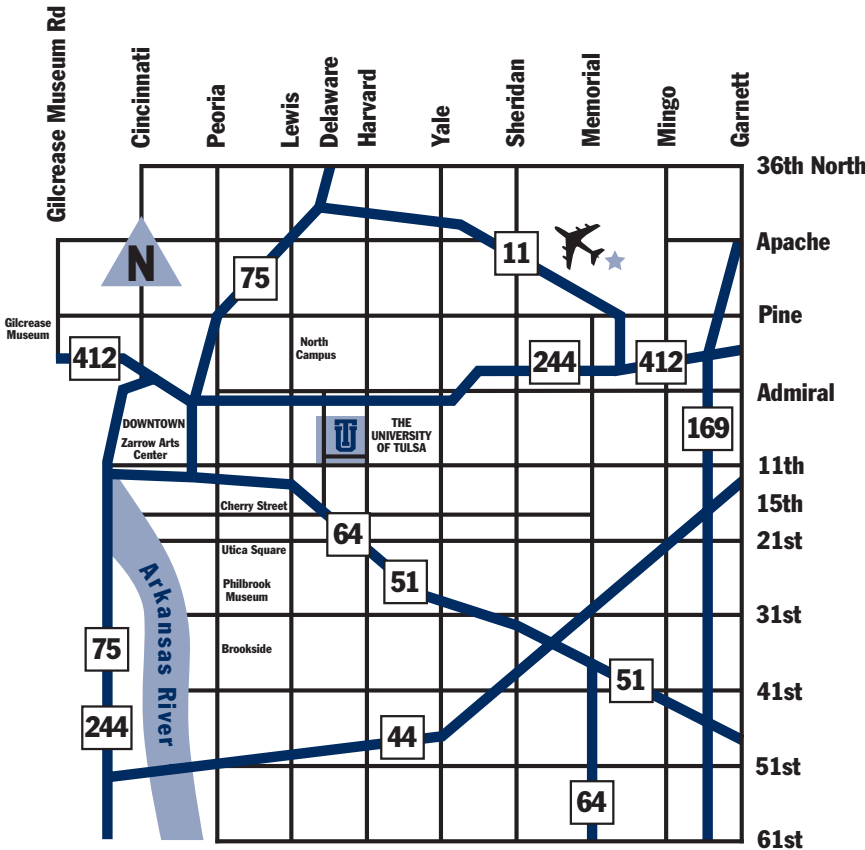 Gilcrease Museum Rd
Cincinnati
Peoria
Lewis
Delaware
Harvard
Yale
Sheridan
Memorial
Mingo
Garnett
36th North
N
11
Apache
75
Pine
Gilcrease
Museum
North
Campus
412
244
412
Admiral
DOWNTOWN
Zarrow Arts
Center
TU
THE
UNIVERSITY
OF TULSA
169
11th
Cherry Street
15th
64
21st
Utica Square
51
Philbrook
Museum
Arkansas River
31st
75
Brookside
51
41st
244
44
51st
64
61st